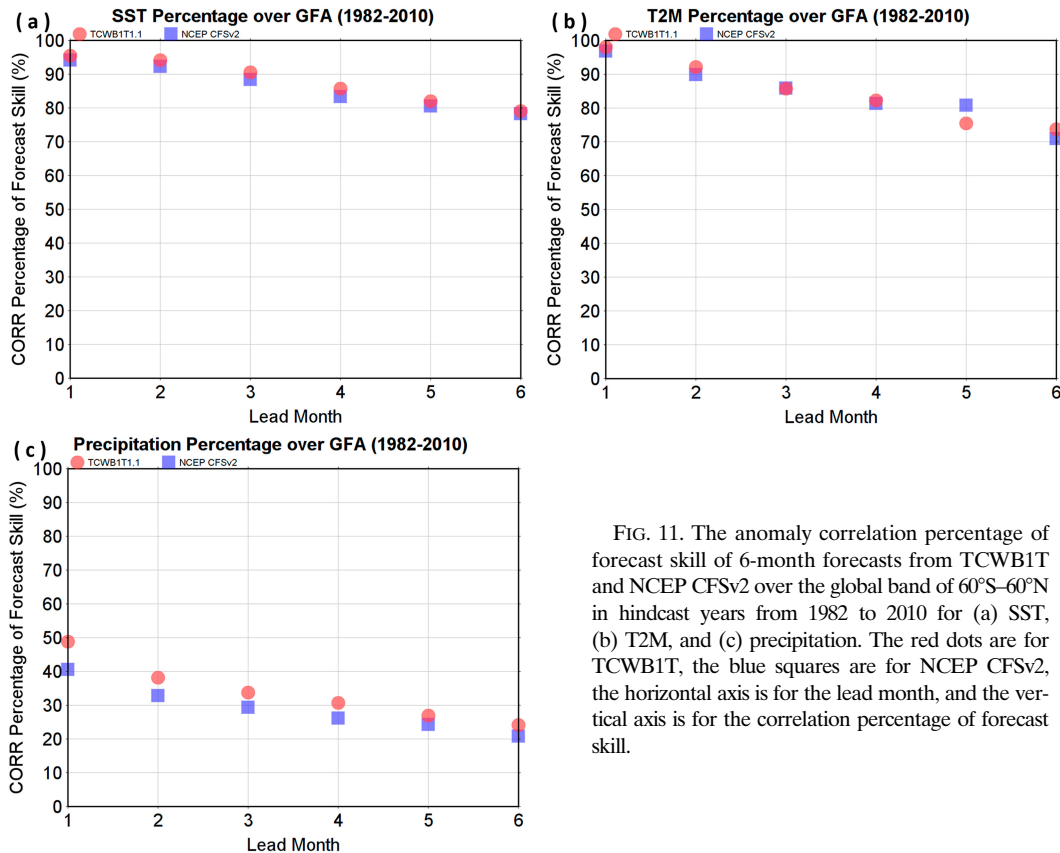 ( a )
SST Percentage over GFA (1982-2010)
TCWB1T1.1 NCEP CFSv2
CORR Percentage of Forecast Skill (%)
100
90
80
70
60
50
40
30
20
10
0
1 2 3 4 5 6
Lead Month
( b )
T2M Percentage over GFA (1982-2010)
TCWB1T1.1 NCEP CFSv2
CORR Percentage of Forecast Skill (%)
100
90
80
70
60
50
40
30
20
10
0
1 2 3 4 5 6
Lead Month
( c )
Precipitation Percentage over GFA (1982-2010)
TCWB1T1.1 NCEP CFSv2
CORR Percentage of Forecast Skill (%)
100
90
80
70
60
50
40
30
20
10
0
1 2 3 4 5 6
Lead Month
FIG. 11. The anomaly correlation percentage of
forecast skill of 6-month forecasts from TCWB1T
and NCEP CFSv2 over the global band of 60°S–60°N
in hindcast years from 1982 to 2010 for (a) SST,
(b) T2M, and (c) precipitation. The red dots are for
TCWB1T, the blue squares are for NCEP CFSv2,
the horizontal axis is for the lead month, and the ver-
tical axis is for the correlation percentage of forecast
skill.